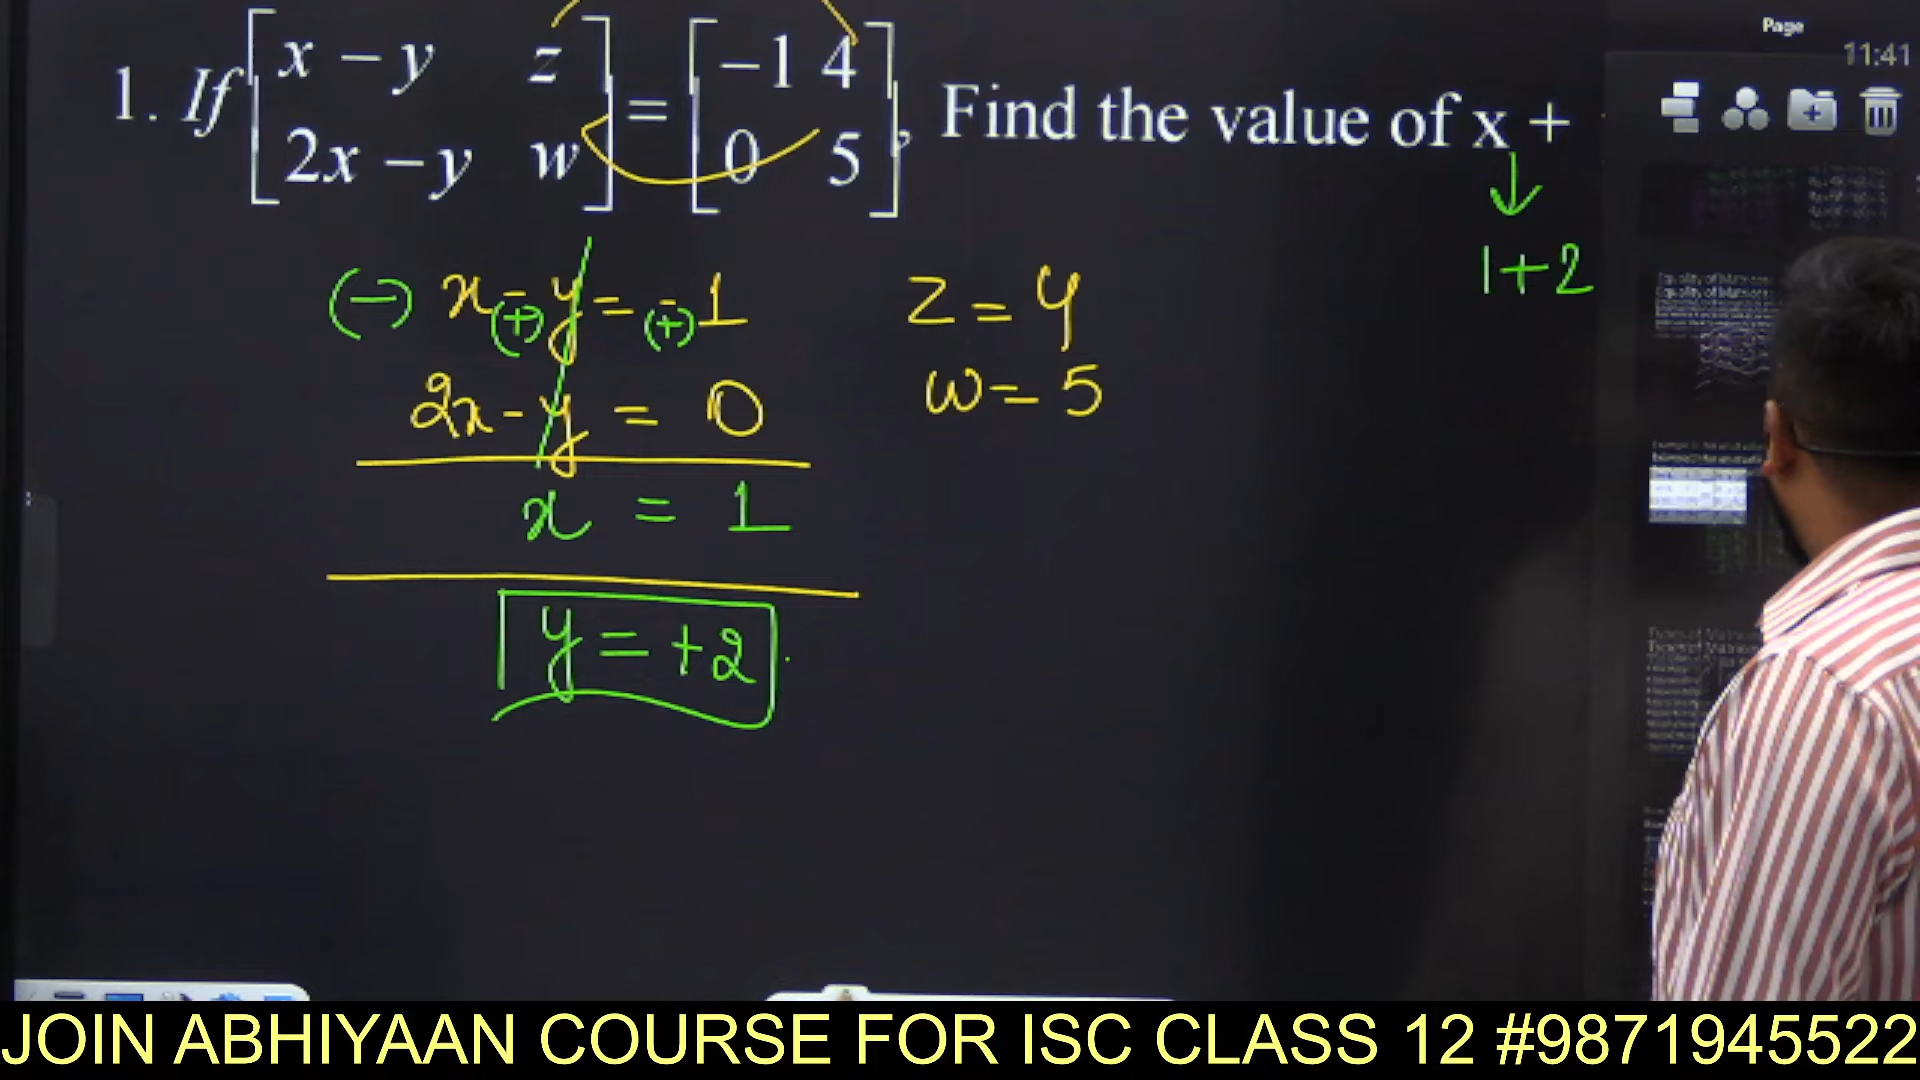 Page
11:41
1. If [x – y z 2x – y w] = [–1 4 0 5], Find the value of x +
1+2
(–) x - y = - 1
(+) (+)
z = 4
2x - y = 0
w = 5
x = 1
y = +2
JOIN ABHIYAAN COURSE FOR ISC CLASS 12 #9871945522